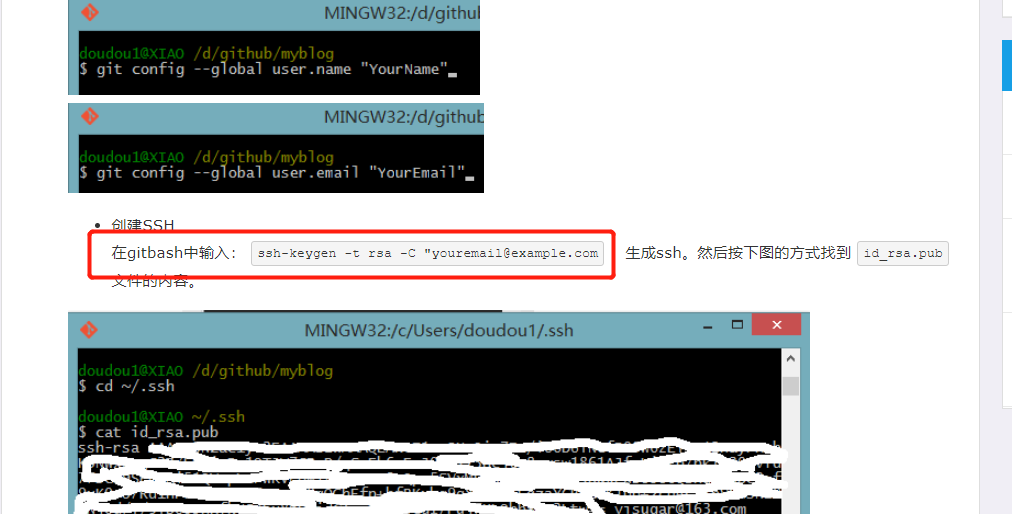 MINGW32:/d/github
doudou1@XIAO /d/github/myblog
$ git config --global user.name "YourName"
MINGW32:/d/github
doudou1@XIAO /d/github/myblog
$ git config --global user.email "YourEmail"
创建SSH
在gitbash中输入： ssh-keygen -t rsa -C "youremail@example.com 生成ssh。然后按下图的方式找到 id_rsa.pub
文件的内容。
MINGW32:/c/Users/doudou1/.ssh
doudou1@XIAO /d/github/myblog
$ cd ~/.ssh
doudou1@XIAO ~/.ssh
$ cat id_rsa.pub
ssh-rsa
yisugar@163.com